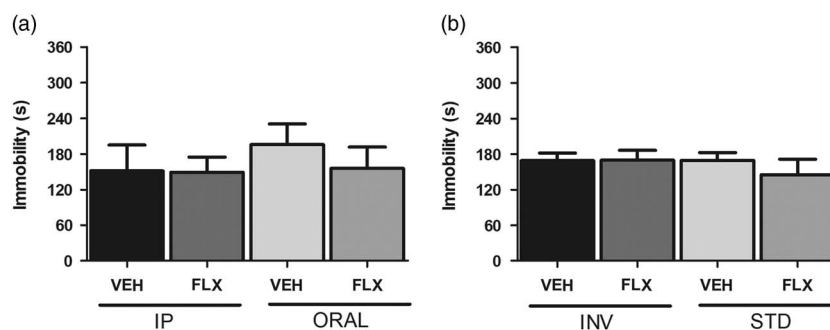 (a)
Immobility (s)
360
300
240
180
120
60
0
VEH FLX VEH FLX
IP ORAL
(b)
Immobility (s)
360
300
240
180
120
60
0
VEH FLX VEH FLX
INV STD